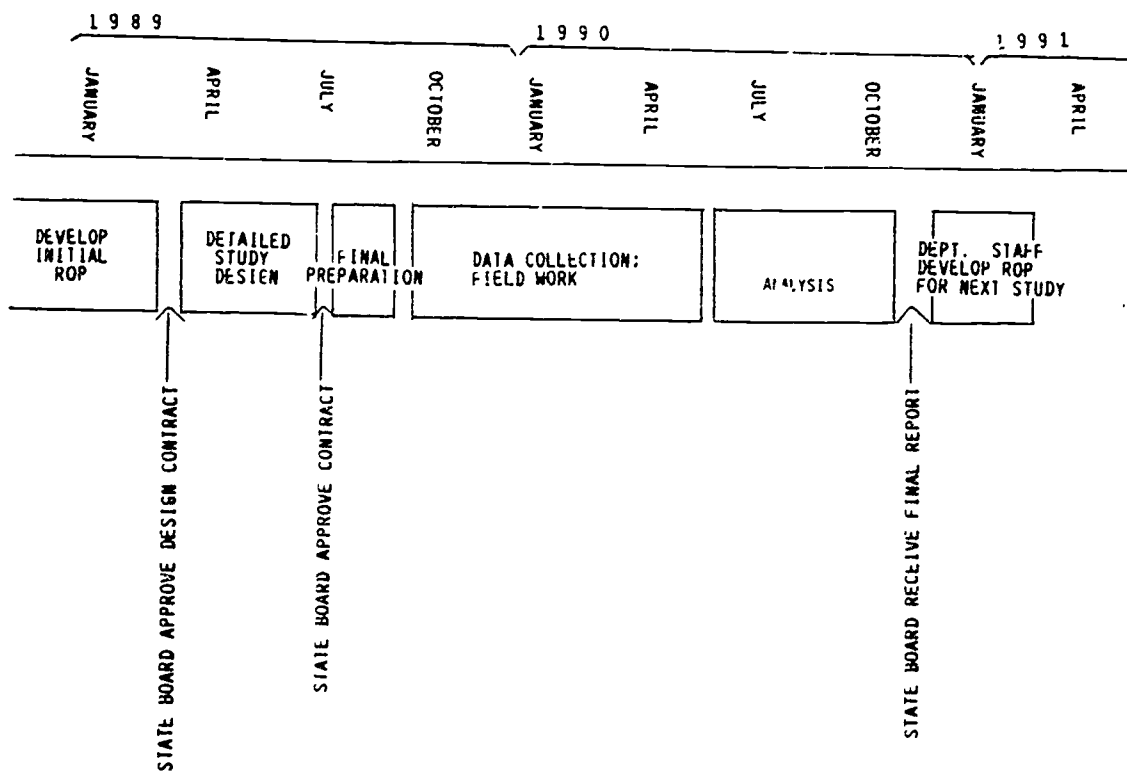 1989
1990
1991
JANUARY
APRIL
JULY
OCTOBER
JANUARY
APRIL
JULY
OCTOBER
JANUARY
APRIL
DEVELOP
INITIAL
ROP
DETAILED
STUDY
DESIGN
FINAL
PREPARATION
DATA COLLECTION:
FIELD WORK
ANALYSIS
DEPT. STAFF
DEVELOP ROP
FOR NEXT STUDY
STATE BOARD APPROVE DESIGN CONTRACT
STATE BOARD APPROVE CONTRACT
STATE BOARD RECEIVE FINAL REPORT